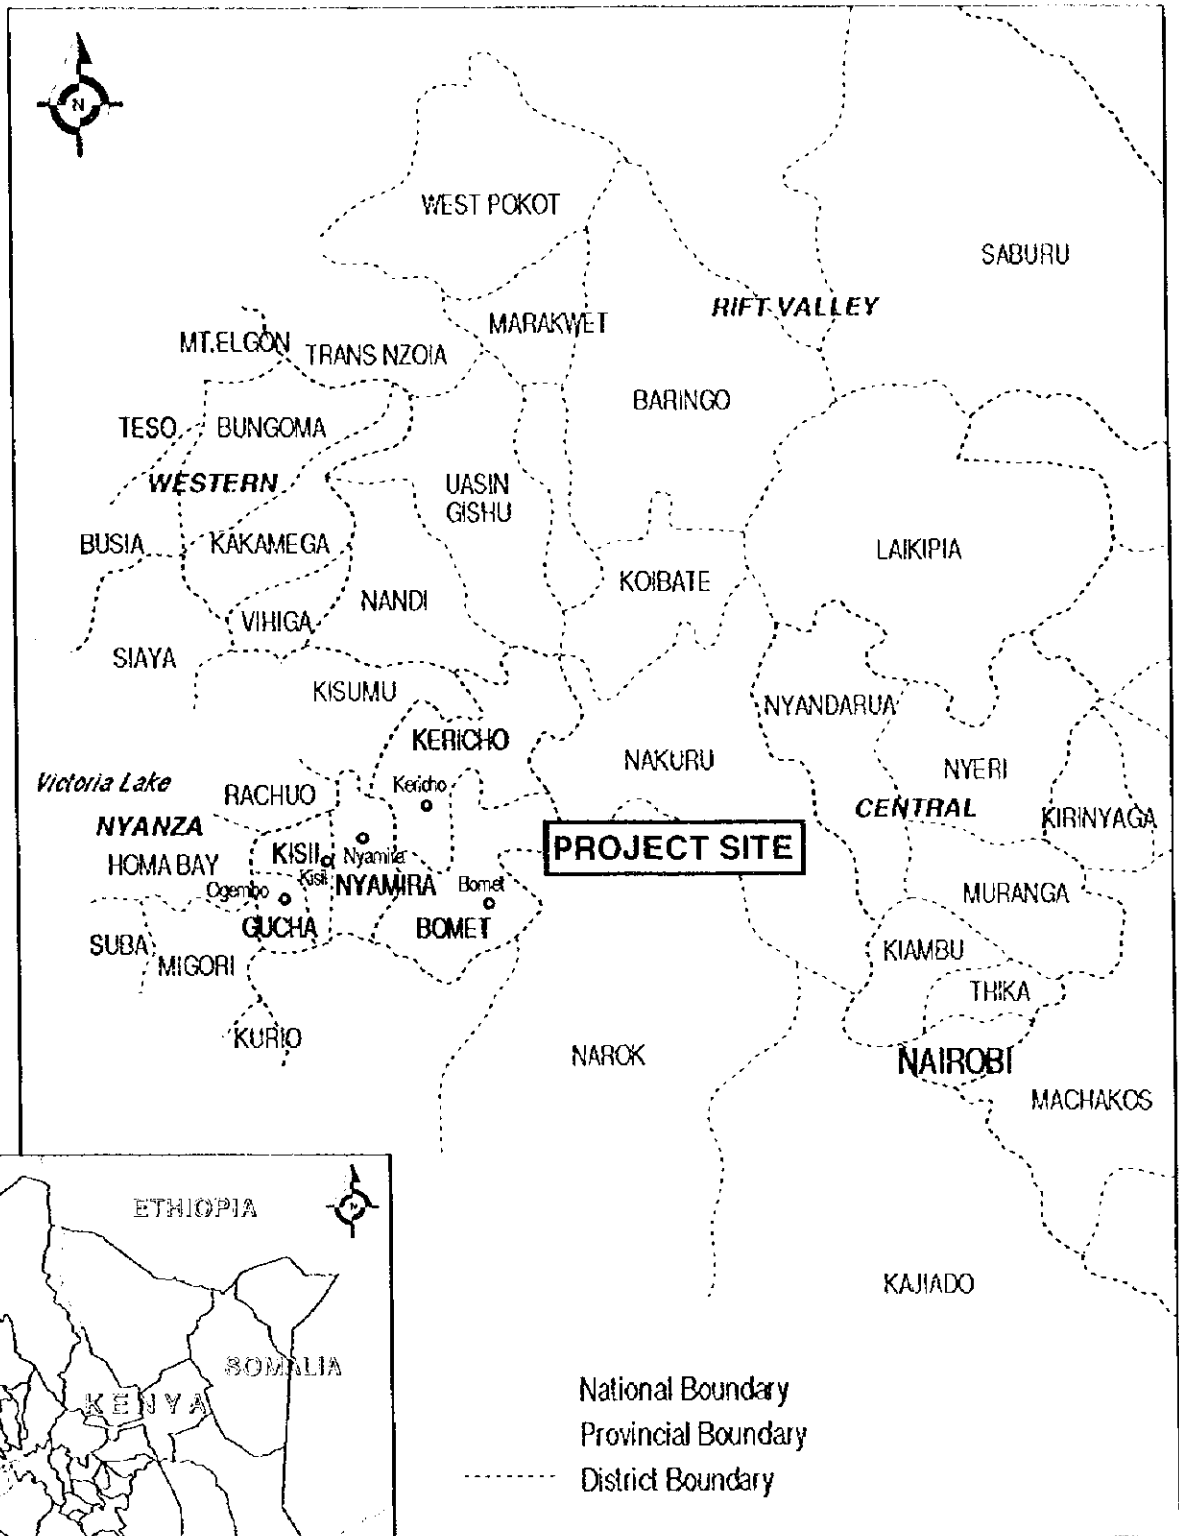 N
WEST POKOT
SABURU
RIFT VALLEY
MARAKWET
MT.ELGON
TRANS NZOIA
BARINGO
TESO
BUNGOMA
WESTERN
UASIN
GISHU
BUSIA
KAKAMEGA
LAIKIPIA
KOIBATE
NANDI
VIHIGA
SIAYA
KISUMU
NYANDARUA
KERICHO
NAKURU
NYERI
Victoria Lake
Kericho
RACHUO
CENTRAL
KIRINYAGA
NYANZA
PROJECT SITE
KISII
Nyamira
HOMA BAY
Kisii
NYAMIRA
Bomet
Ogembo
MURANGA
GUCHA
BOMET
SUBA
KIAMBU
MIGORI
THIKA
KURIO
NAROK
NAIROBI
MACHAKOS
ETHIOPIA
N
KAJIADO
SOMALIA
KENYA
National Boundary
Provincial Boundary
District Boundary